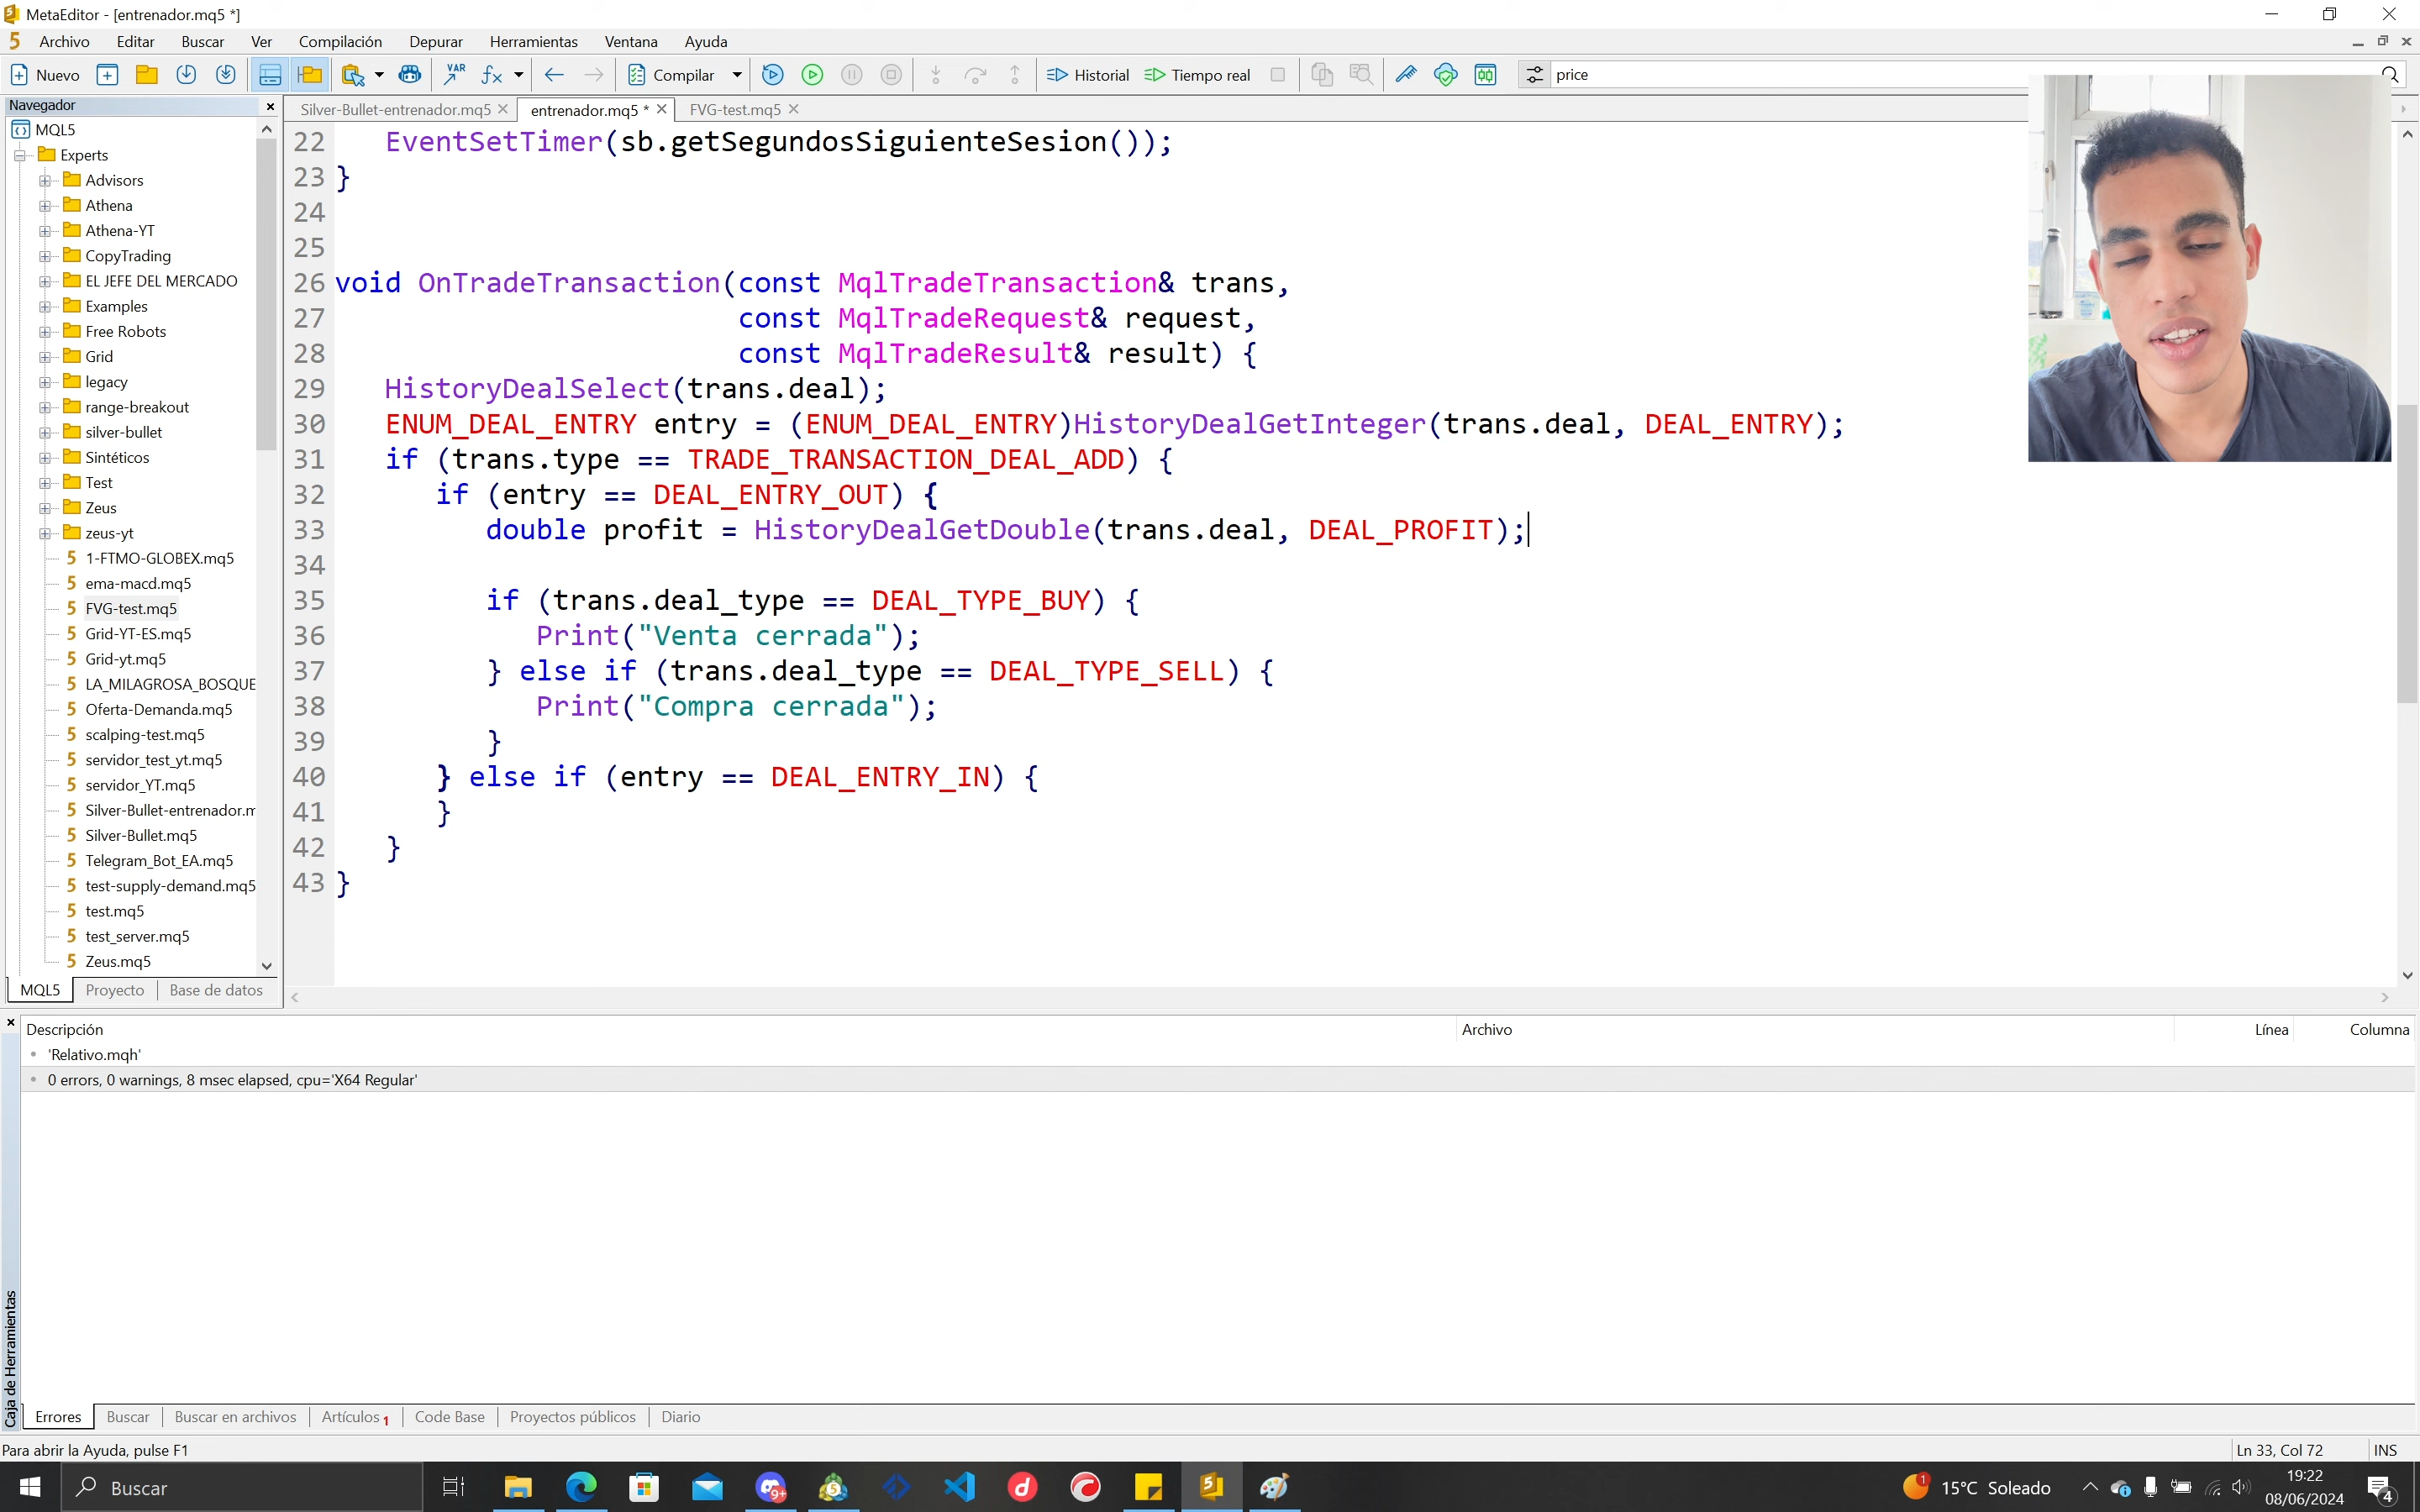 MetaEditor - [entrenador.mq5 *]
Archivo Editar Buscar Ver Compilación Depurar Herramientas Ventana Ayuda
Nuevo Compilar Historial Tiempo real price
Navegador
Silver-Bullet-entrenador.mq5 entrenador.mq5 * FVG-test.mq5
MQL5
Experts
Advisors
Athena
Athena-YT
CopyTrading
EL JEFE DEL MERCADO
Examples
Free Robots
Grid
legacy
range-breakout
silver-bullet
Sintéticos
Test
Zeus
zeus-yt
1-FTMO-GLOBEX.mq5
ema-macd.mq5
FVG-test.mq5
Grid-YT-ES.mq5
Grid-yt.mq5
LA_MILAGROSA_BOSQUE
Oferta-Demanda.mq5
scalping-test.mq5
servidor_test_yt.mq5
servidor_YT.mq5
Silver-Bullet-entrenador.m
Silver-Bullet.mq5
Telegram_Bot_EA.mq5
test-supply-demand.mq5
test.mq5
test_server.mq5
Zeus.mq5
MQL5 Proyecto Base de datos
22 EventSetTimer(sb.getSegundosSiguienteSesion());
23 }
24
25
26 void OnTradeTransaction(const MqlTradeTransaction& trans,
27 const MqlTradeRequest& request,
28 const MqlTradeResult& result) {
29 HistoryDealSelect(trans.deal);
30 ENUM_DEAL_ENTRY entry = (ENUM_DEAL_ENTRY)HistoryDealGetInteger(trans.deal, DEAL_ENTRY);
31 if (trans.type == TRADE_TRANSACTION_DEAL_ADD) {
32 if (entry == DEAL_ENTRY_OUT) {
33 double profit = HistoryDealGetDouble(trans.deal, DEAL_PROFIT);
34
35 if (trans.deal_type == DEAL_TYPE_BUY) {
36 Print("Venta cerrada");
37 } else if (trans.deal_type == DEAL_TYPE_SELL) {
38 Print("Compra cerrada");
39 }
40 } else if (entry == DEAL_ENTRY_IN) {
41 }
42 }
43 }
Descripción Archivo Línea Columna
'Relativo.mqh'
0 errors, 0 warnings, 8 msec elapsed, cpu='X64 Regular'
Caja de Herramientas
Errores Buscar Buscar en archivos Artículos 1 Code Base Proyectos públicos Diario
Para abrir la Ayuda, pulse F1 Ln 33, Col 72 INS
Buscar 9+ 1 15°C Soleado 19:22
08/06/2024 4